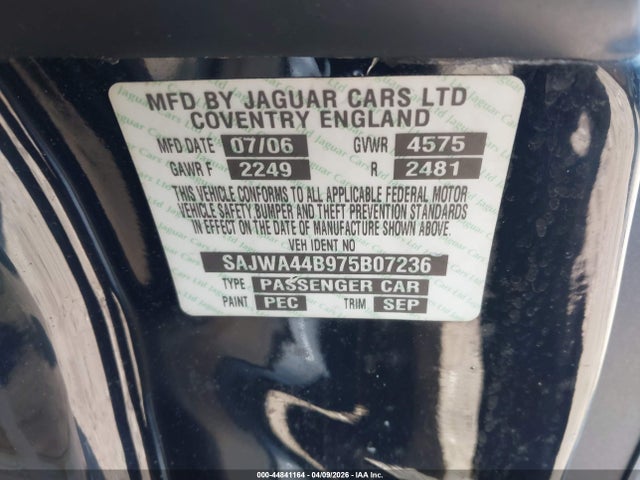 MFD BY JAGUAR CARS LTD
COVENTRY ENGLAND
MFD DATE 07/06 GVWR 4575
GAWR F 2249 R 2481
THIS VEHICLE CONFORMS TO ALL APPLICABLE FEDERAL MOTOR
VEHICLE SAFETY, BUMPER AND THEFT PREVENTION STANDARDS
IN EFFECT ON THE DATE OF MANUFACTURE SHOWN ABOVE.
VEH IDENT NO
SAJWA44B975B07236
TYPE PASSENGER CAR
PAINT PEC TRIM SEP
000-44841164 - 04/09/2026 - IAA Inc.